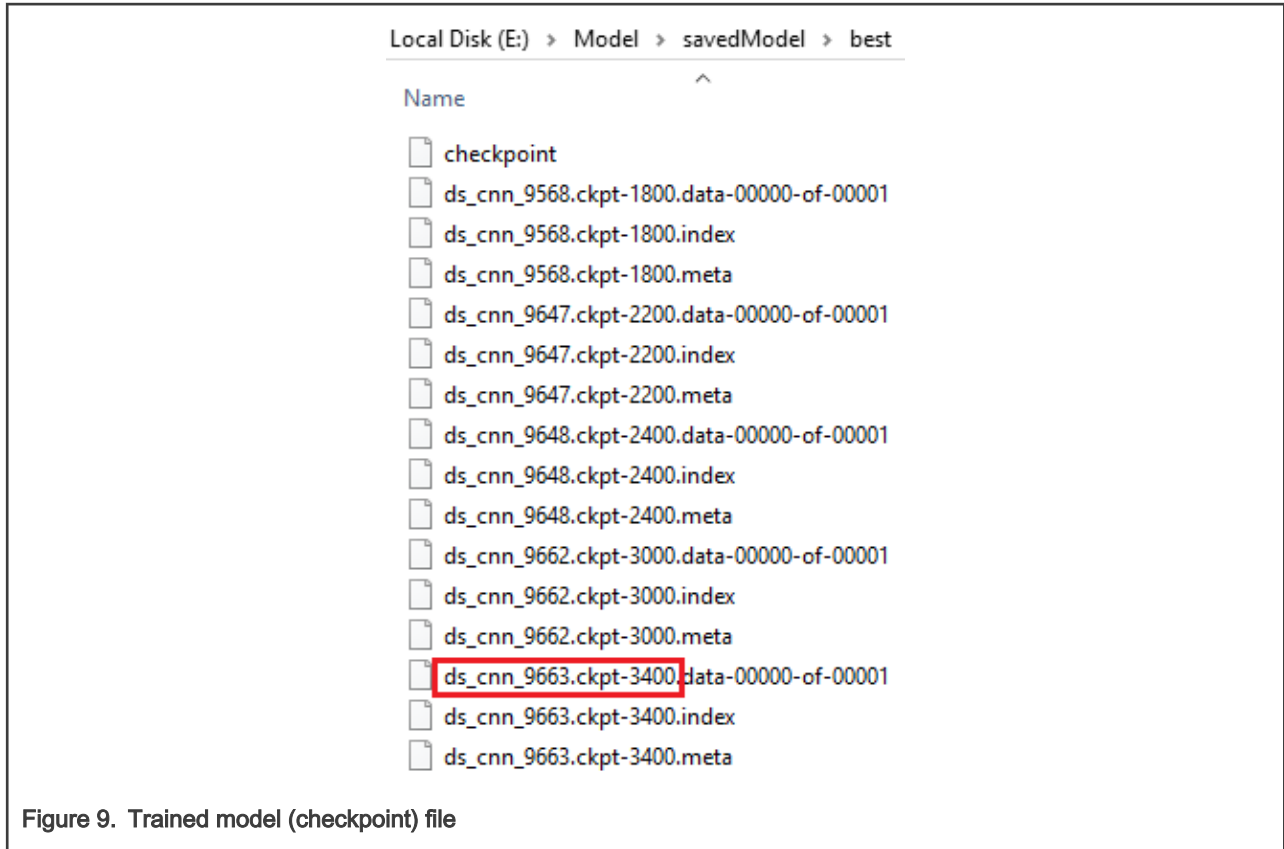 Local Disk (E:) > Model > savedModel > best
Name
checkpoint
ds_cnn_9568.ckpt-1800.data-00000-of-00001
ds_cnn_9568.ckpt-1800.index
ds_cnn_9568.ckpt-1800.meta
ds_cnn_9647.ckpt-2200.data-00000-of-00001
ds_cnn_9647.ckpt-2200.index
ds_cnn_9647.ckpt-2200.meta
ds_cnn_9648.ckpt-2400.data-00000-of-00001
ds_cnn_9648.ckpt-2400.index
ds_cnn_9648.ckpt-2400.meta
ds_cnn_9662.ckpt-3000.data-00000-of-00001
ds_cnn_9662.ckpt-3000.index
ds_cnn_9662.ckpt-3000.meta
ds_cnn_9663.ckpt-3400.data-00000-of-00001
ds_cnn_9663.ckpt-3400.index
ds_cnn_9663.ckpt-3400.meta
Figure 9. Trained model (checkpoint) file